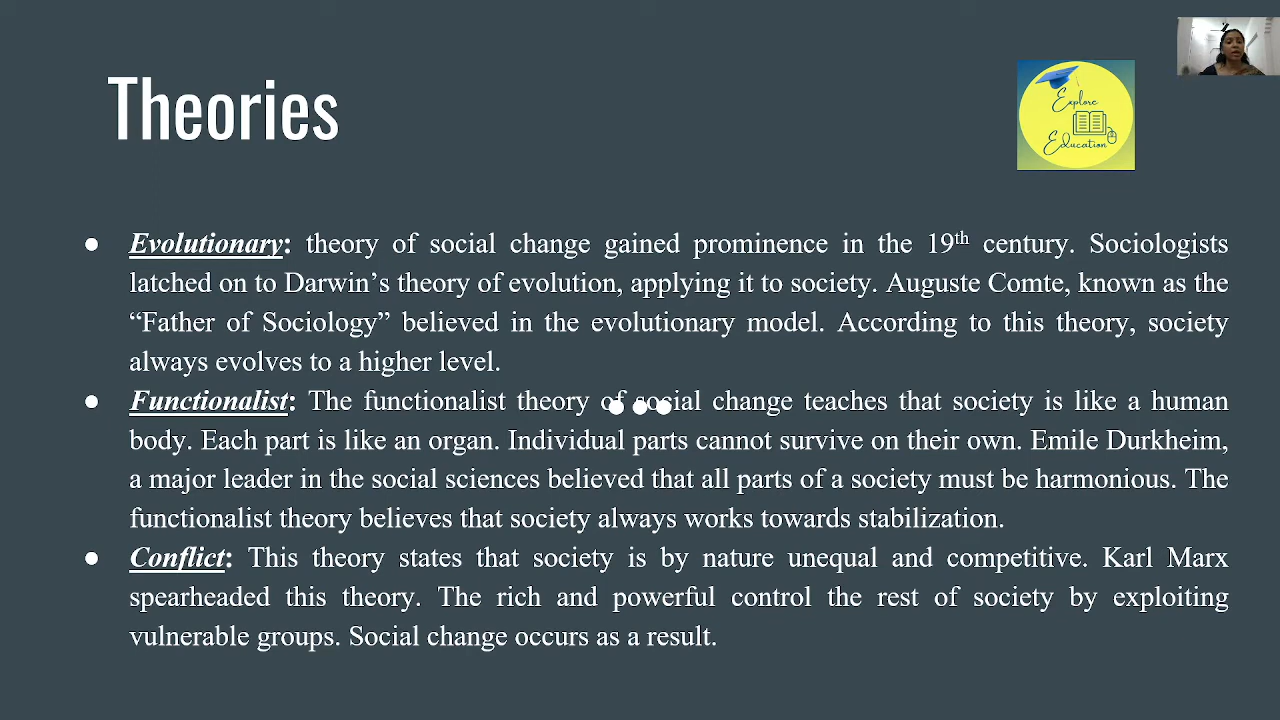 Theories
Explore
Education
● Evolutionary: theory of social change gained prominence in the 19th century. Sociologists
latched on to Darwin’s theory of evolution, applying it to society. Auguste Comte, known as the
“Father of Sociology” believed in the evolutionary model. According to this theory, society
always evolves to a higher level.
● Functionalist: The functionalist theory of social change teaches that society is like a human
body. Each part is like an organ. Individual parts cannot survive on their own. Emile Durkheim,
a major leader in the social sciences believed that all parts of a society must be harmonious. The
functionalist theory believes that society always works towards stabilization.
● Conflict: This theory states that society is by nature unequal and competitive. Karl Marx
spearheaded this theory. The rich and powerful control the rest of society by exploiting
vulnerable groups. Social change occurs as a result.